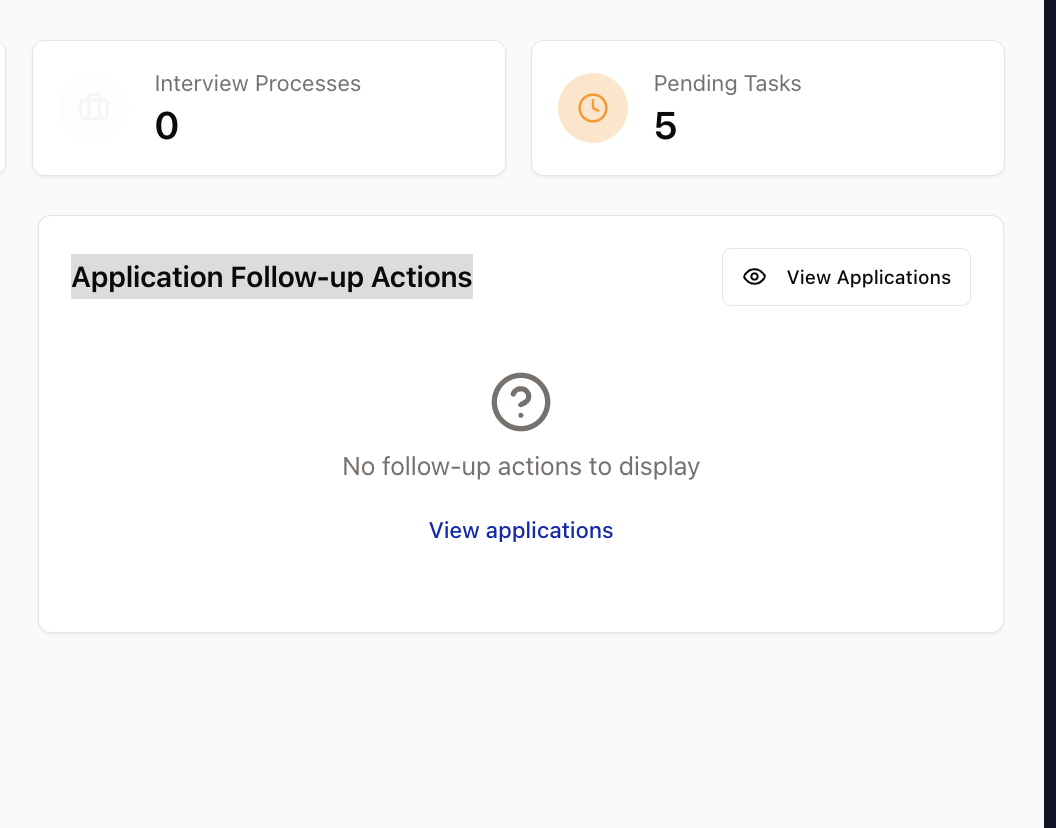 Interview Processes
0
Pending Tasks
5
Application Follow-up Actions
View Applications
No follow-up actions to display
View applications